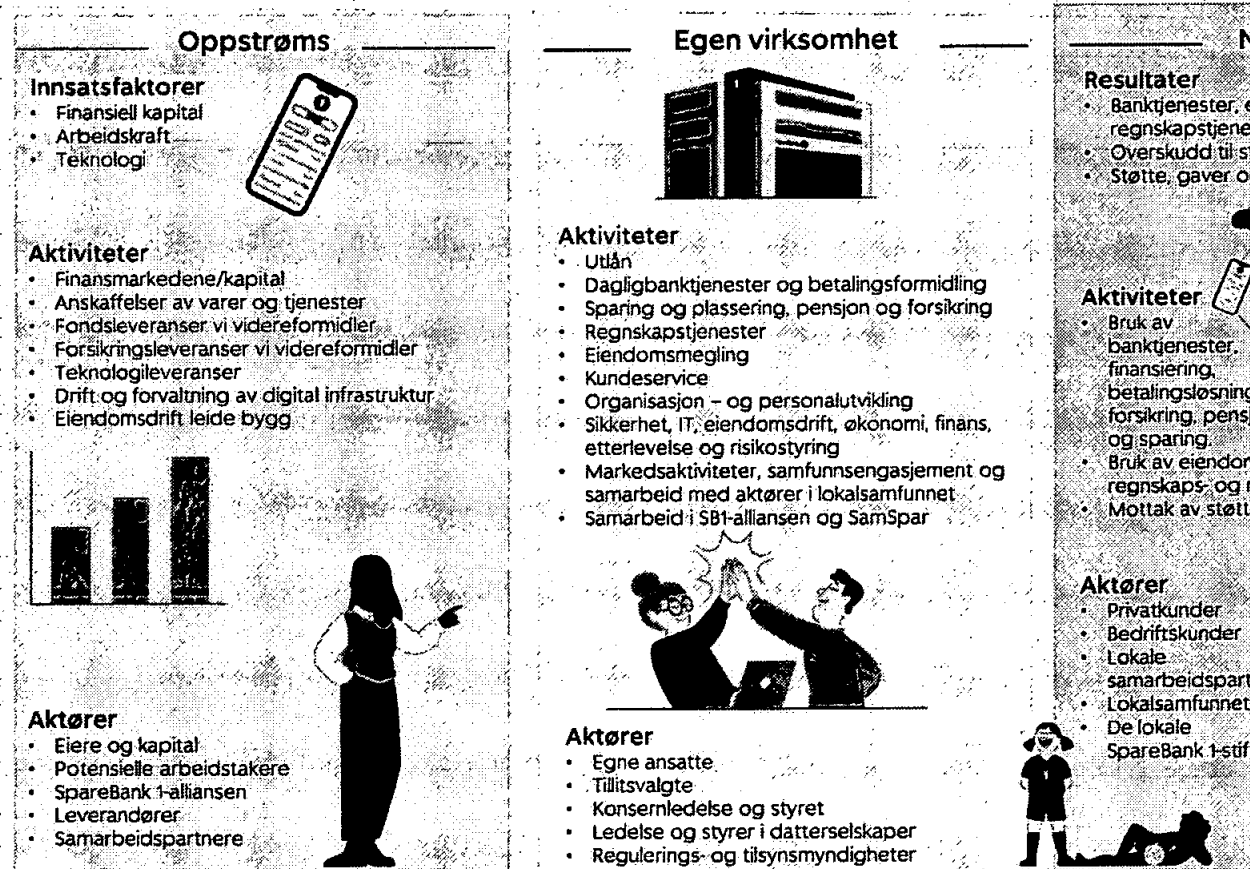 Oppstrøms
Innsatsfaktorer
• Finansiell kapital
• Arbeidskraft
• Teknologi
Aktiviteter
• Finansmarkedene/kapital
• Anskaffelser av varer og tjenester
• Fondsleveranser vi videreformidler
• Forsikringsleveranser vi videreformidler
• Teknologileveranser
• Drift og forvaltning av digital infrastruktur
• Eiendomsdrift leide bygg
Aktører
• Eiere og kapital
• Potensielle arbeidstakere
• SpareBank 1-alliansen
• Leverandører
• Samarbeidspartnere
Egen virksomhet
Aktiviteter
• Utlån
• Dagligbanktjenester og betalingsformidling
• Sparing og plassering, pensjon og forsikring
• Regnskapstjenester
• Eiendomsmegling
• Kundeservice
• Organisasjon – og personalutvikling
• Sikkerhet, IT, eiendomsdrift, økonomi, finans,
etterlevelse og risikostyring
• Markedsaktiviteter, samfunnsengasjement og
samarbeid med aktører i lokalsamfunnet
• Samarbeid i SB1-alliansen og SamSpar
Aktører
• Egne ansatte
• Tillitsvalgte
• Konsernledelse og styret
• Ledelse og styrer i datterselskaper
• Regulerings- og tilsynsmyndigheter
N
Resultater
• Banktjenester, e
regnskapstjene
• Overskudd til st
• Støtte, gaver o
Aktiviteter
• Bruk av
banktjenester,
finansiering,
betalingsløsning
forsikring, pensj
og sparing.
• Bruk av eiendom
regnskaps- og r
• Mottak av støtt
Aktører
• Privatkunder
• Bedriftskunder
• Lokale
samarbeidspart
• Lokalsamfunnet
• De lokale
SpareBank 1-stif